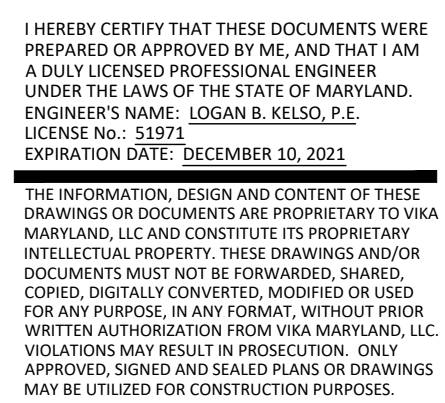 I HEREBY CERTIFY THAT THESE DOCUMENTS WERE
PREPARED OR APPROVED BY ME, AND THAT I AM
A DULY LICENSED PROFESSIONAL ENGINEER
UNDER THE LAWS OF THE STATE OF MARYLAND.
ENGINEER'S NAME: LOGAN B. KELSO, P.E.
LICENSE No.: 51971
EXPIRATION DATE: DECEMBER 10, 2021
THE INFORMATION, DESIGN AND CONTENT OF THESE
DRAWINGS OR DOCUMENTS ARE PROPRIETARY TO VIKA
MARYLAND, LLC AND CONSTITUTE ITS PROPRIETARY
INTELLECTUAL PROPERTY. THESE DRAWINGS AND/OR
DOCUMENTS MUST NOT BE FORWARDED, SHARED,
COPIED, DIGITALLY CONVERTED, MODIFIED OR USED
FOR ANY PURPOSE, IN ANY FORMAT, WITHOUT PRIOR
WRITTEN AUTHORIZATION FROM VIKA MARYLAND, LLC.
VIOLATIONS MAY RESULT IN PROSECUTION. ONLY
APPROVED, SIGNED AND SEALED PLANS OR DRAWINGS
MAY BE UTILIZED FOR CONSTRUCTION PURPOSES.